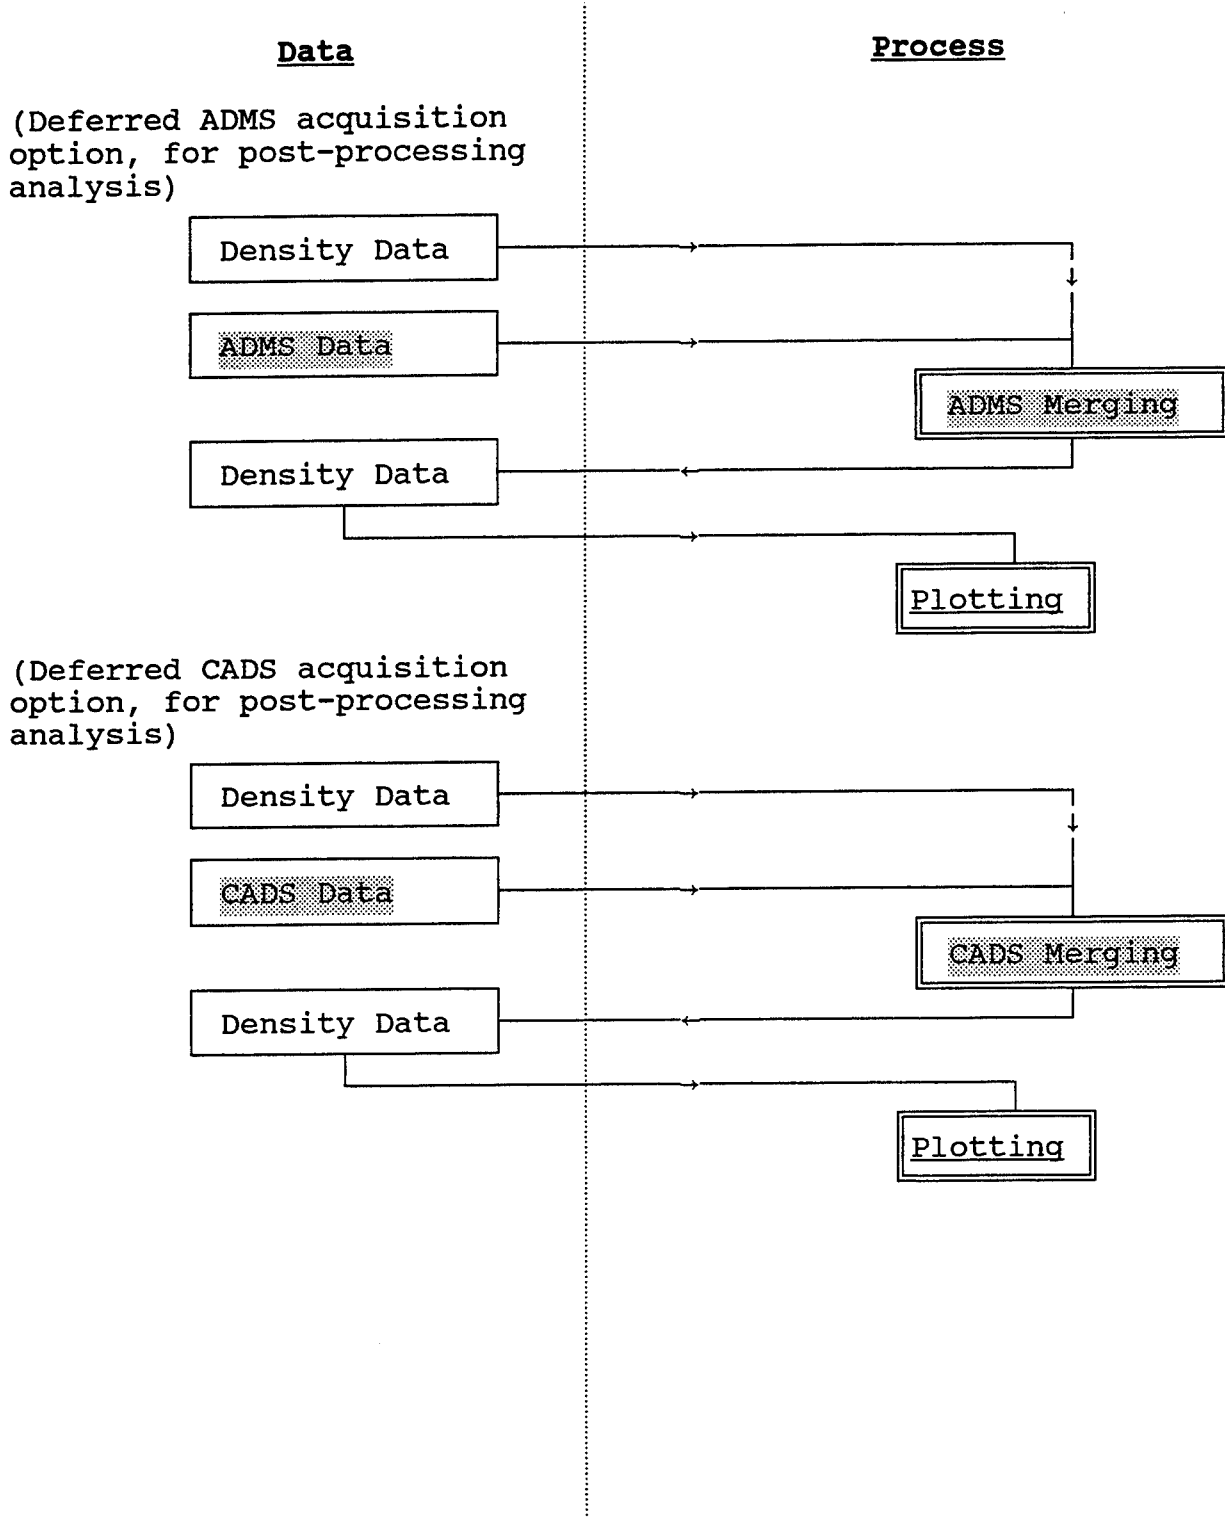 Data
Process
(Deferred ADMS acquisition
option, for post-processing
analysis)
Density Data
ADMS Data
ADMS Merging
Density Data
Plotting
(Deferred CADS acquisition
option, for post-processing
analysis)
Density Data
CADS Data
CADS Merging
Density Data
Plotting